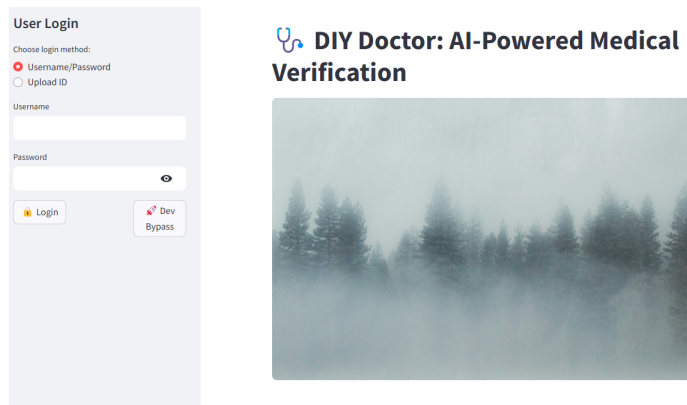 User Login
Choose login method:
Username/Password
Upload ID
Username
Password
🔒 Login
🚀 Dev
Bypass
🩺 DIY Doctor: AI-Powered Medical
Verification